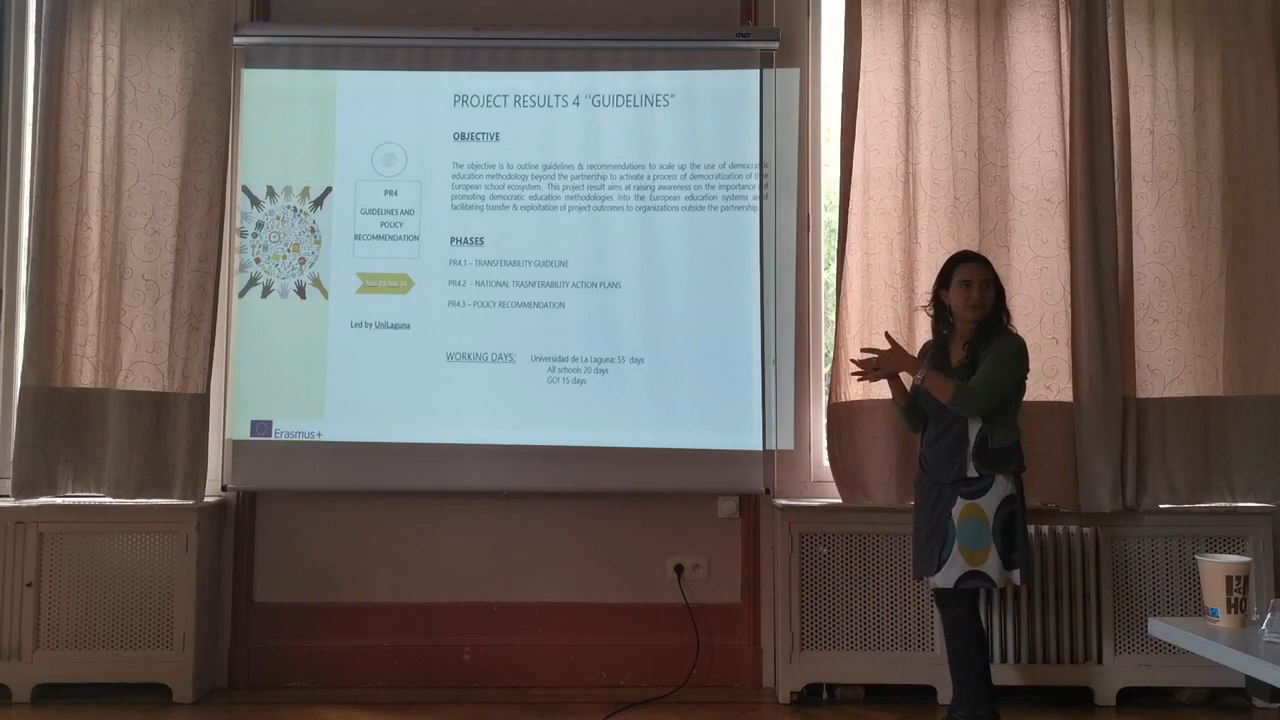 PROJECT RESULTS 4 “GUIDELINES”
OBJECTIVE
The objective is to outline guidelines & recommendations to scale up the use of democratic
education methodology beyond the partnership to activate a process of democratization of the
European school ecosystem. This project result aims at raising awareness on the importance of
promoting democratic education methodologies into the European education systems and
facilitating transfer & exploitation of project outcomes to organizations outside the partnership.
PR4
GUIDELINES AND
POLICY
RECOMMENDATION
Led by UniLaguna
PHASES
PR4.1 – TRANSFERABILITY GUIDELINE
PR4.2 - NATIONAL TRASNFERABILITY ACTION PLANS
PR4.3 – POLICY RECOMMENDATION
WORKING DAYS: Universidad de La Laguna: 55 days
All schools 20 days
GO! 15 days
Erasmus+
I'M
HO